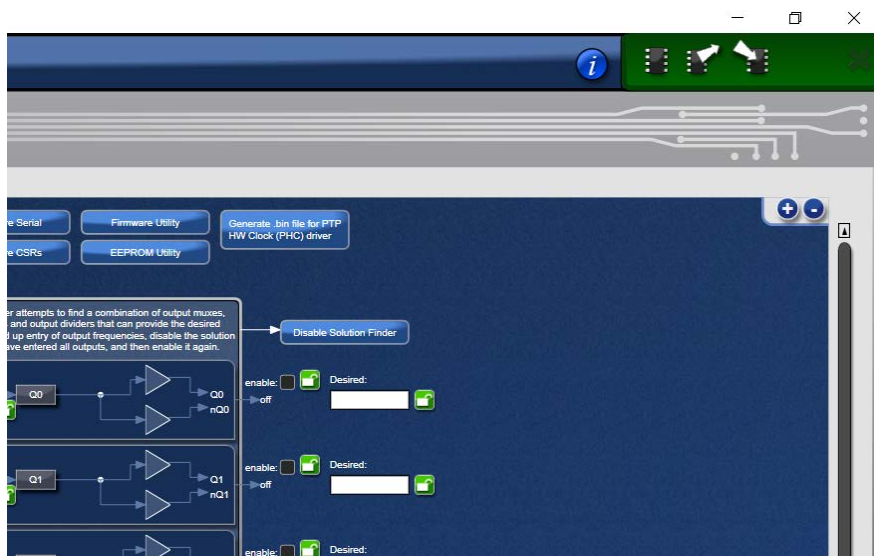 i
+ -
e Serial
Firmware Utility
Generate .bin file for PTP
HW Clock (PHC) driver
e CSRs
EEPROM Utility
er attempts to find a combination of output muxes,
and output dividers that can provide the desired
d up entry of output frequencies, disable the solution
ave entered all outputs, and then enable it again.
Disable Solution Finder
enable:
Desired:
Q0
Q0
off
nQ0
enable:
Desired:
Q1
Q1
off
nQ1
enable:
Desired: